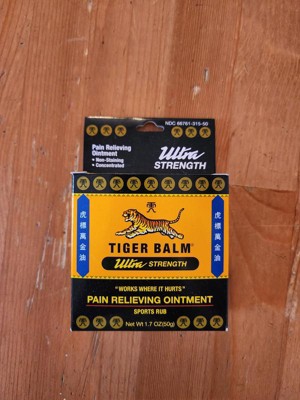 NDC 66761-315-50
Pain Relieving
Ointment
• Non-Staining
• Concentrated
Ultra
STRENGTH
虎標萬金油
虎標萬金油
TIGER BALM®
Ultra STRENGTH
"WORKS WHERE IT HURTS"
PAIN RELIEVING OINTMENT
SPORTS RUB
Net Wt 1.7 OZ(50g)